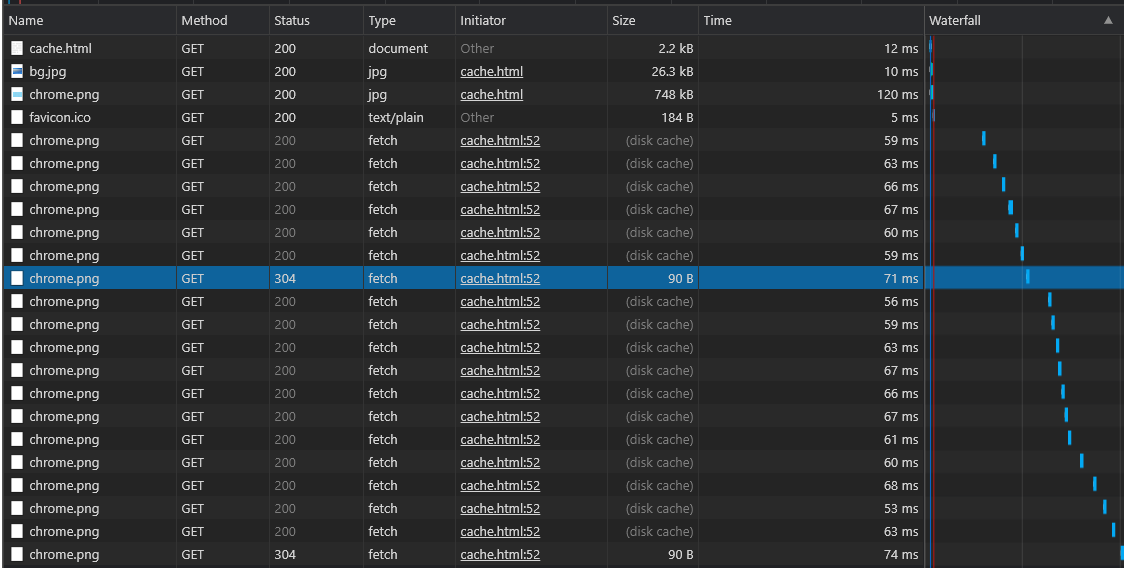 Name Method Status Type Initiator Size Time Waterfall
cache.html GET 200 document Other 2.2 kB 12 ms
bg.jpg GET 200 jpg cache.html 26.3 kB 10 ms
chrome.png GET 200 jpg cache.html 748 kB 120 ms
favicon.ico GET 200 text/plain Other 184 B 5 ms
chrome.png GET 200 fetch cache.html:52 (disk cache) 59 ms
chrome.png GET 200 fetch cache.html:52 (disk cache) 63 ms
chrome.png GET 200 fetch cache.html:52 (disk cache) 66 ms
chrome.png GET 200 fetch cache.html:52 (disk cache) 67 ms
chrome.png GET 200 fetch cache.html:52 (disk cache) 60 ms
chrome.png GET 200 fetch cache.html:52 (disk cache) 59 ms
chrome.png GET 304 fetch cache.html:52 90 B 71 ms
chrome.png GET 200 fetch cache.html:52 (disk cache) 56 ms
chrome.png GET 200 fetch cache.html:52 (disk cache) 59 ms
chrome.png GET 200 fetch cache.html:52 (disk cache) 63 ms
chrome.png GET 200 fetch cache.html:52 (disk cache) 67 ms
chrome.png GET 200 fetch cache.html:52 (disk cache) 66 ms
chrome.png GET 200 fetch cache.html:52 (disk cache) 67 ms
chrome.png GET 200 fetch cache.html:52 (disk cache) 61 ms
chrome.png GET 200 fetch cache.html:52 (disk cache) 60 ms
chrome.png GET 200 fetch cache.html:52 (disk cache) 68 ms
chrome.png GET 200 fetch cache.html:52 (disk cache) 53 ms
chrome.png GET 200 fetch cache.html:52 (disk cache) 63 ms
chrome.png GET 304 fetch cache.html:52 90 B 74 ms